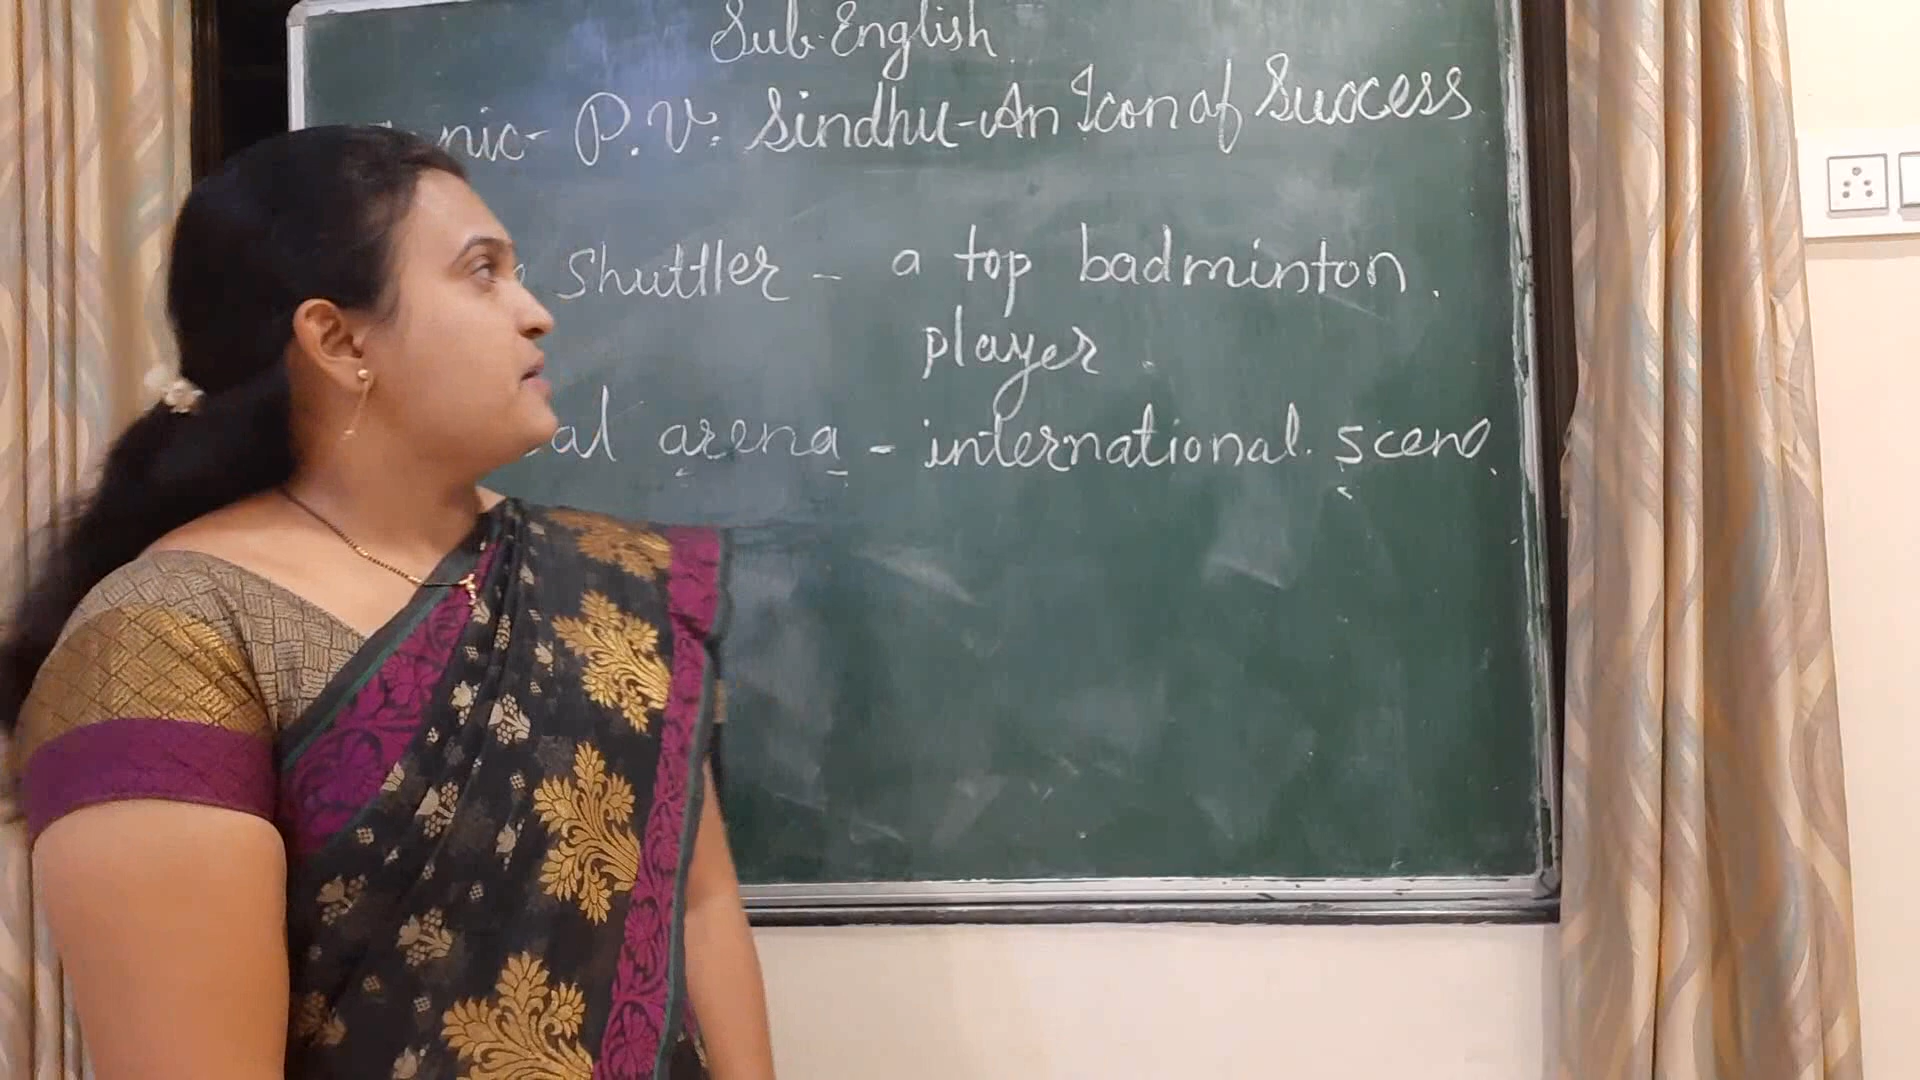 Sub-English
P.V. Sindhu-An Icon of Success
Shuttler - a top badminton.
player
arena - international. scene